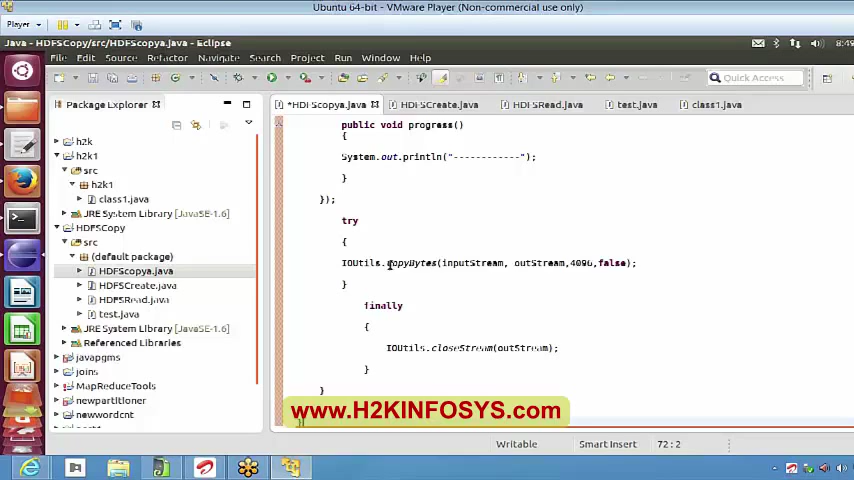 Ubuntu 64-bit - VMware Player (Non-commercial use only)
Player
Java - HDFSCopy/src/HDFScopya.java - Eclipse
8:49
File Edit Source Refactor Navigate Search Project Run Window Help
Quick Access
Package Explorer
*HDFScopya.java HDFSCreate.java HDFSRead.java test.java class1.java
h2k
h2k1
src
h2k1
class1.java
JRE System Library [JavaSE-1.6]
HDFSCopy
src
(default package)
HDFScopya.java
HDFSCreate.java
HDFSRead.java
test.java
JRE System Library [JavaSE-1.6]
Referenced Libraries
javapgms
joins
MapReduceTools
newpartitloner
newwordcnt
public void progress()
{
System.out.println("------------");
}
});
try
{
IOUtils.copyBytes(inputStream, outStream,4096,false);
}
finally
{
IOUtils.closeStream(outStream);
}
}
}
www.H2KINFOSYS.com
Writable Smart Insert 72 : 2